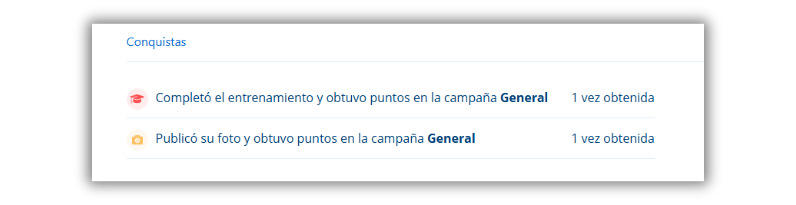 Conquistas
Completó el entrenamiento y obtuvo puntos en la campaña General 1 vez obtenida
Publicó su foto y obtuvo puntos en la campaña General 1 vez obtenida